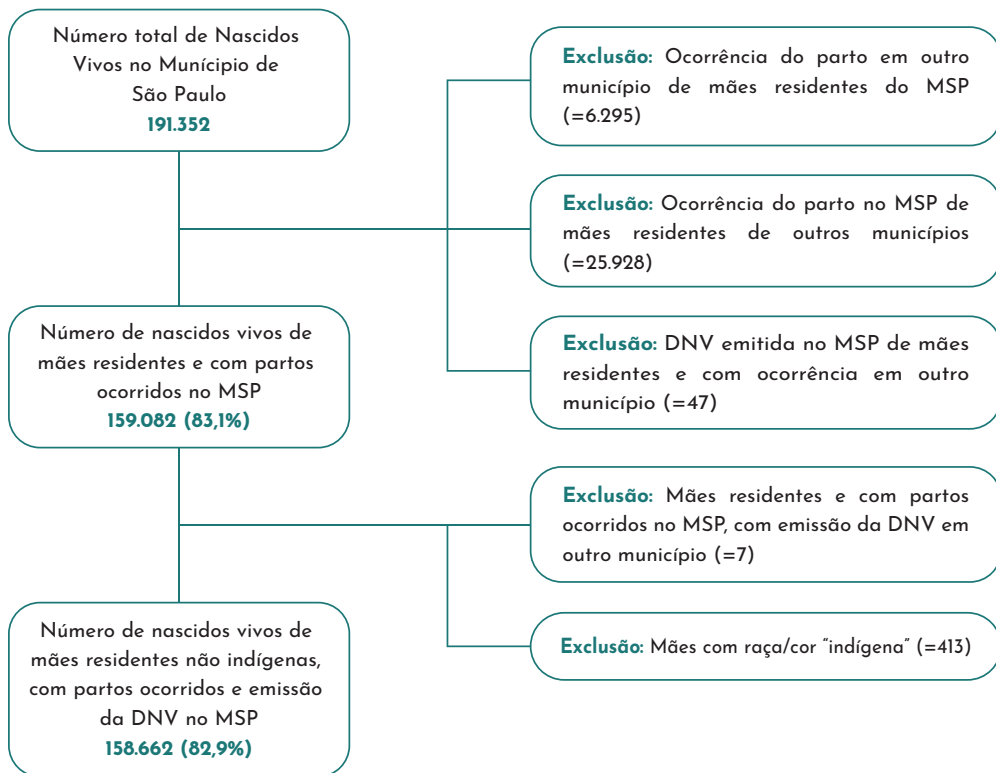 Número total de Nascidos
Vivos no Munícipio de
São Paulo
191.352
Exclusão: Ocorrência do parto em outro
município de mães residentes do MSP
(=6.295)
Exclusão: Ocorrência do parto no MSP de
mães residentes de outros municípios
(=25.928)
Número de nascidos vivos de
mães residentes e com partos
ocorridos no MSP
159.082 (83,1%)
Exclusão: DNV emitida no MSP de mães
residentes e com ocorrência em outro
município (=47)
Exclusão: Mães residentes e com partos
ocorridos no MSP, com emissão da DNV em
outro município (=7)
Número de nascidos vivos de
mães residentes não indígenas,
com partos ocorridos e emissão
da DNV no MSP
158.662 (82,9%)
Exclusão: Mães com raça/cor “indígena” (=413)